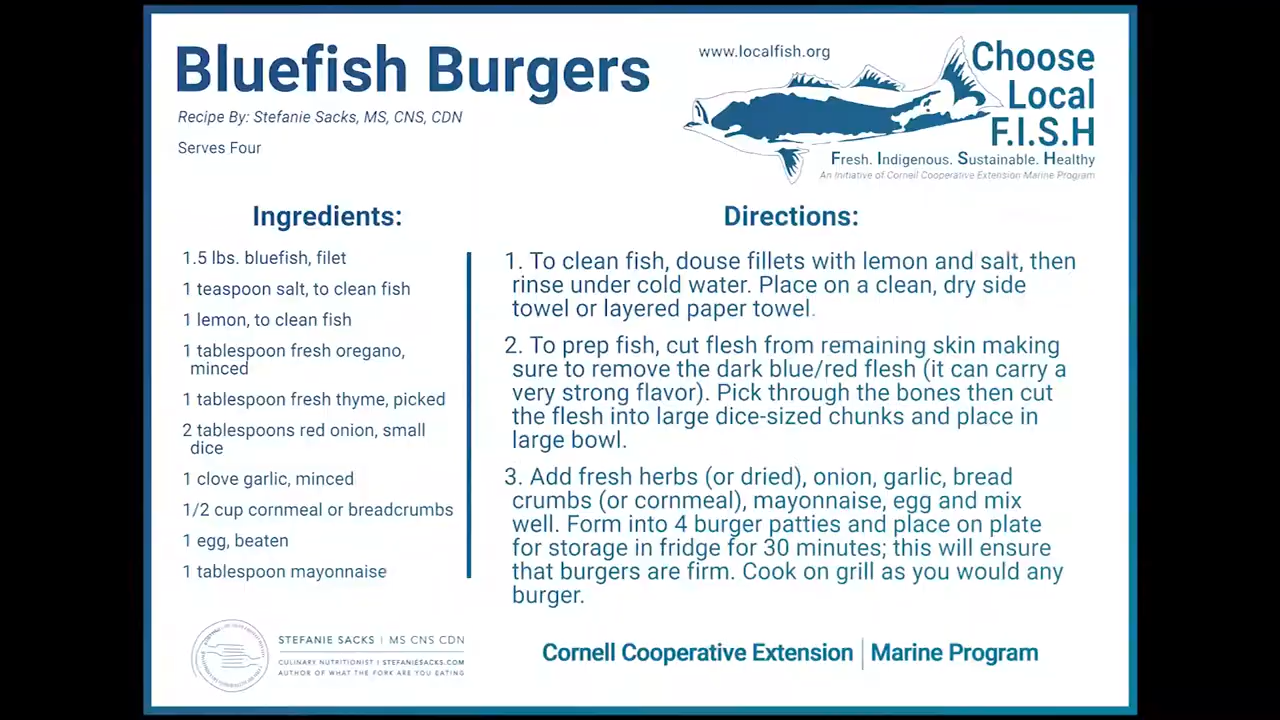 Bluefish Burgers
Recipe By: Stefanie Sacks, MS, CNS, CDN
Serves Four
www.localfish.org
Choose
Local
F.I.S.H
Fresh. Indigenous. Sustainable. Healthy
An Initiative of Cornell Cooperative Extension Marine Program
Ingredients:
1.5 lbs. bluefish, filet
1 teaspoon salt, to clean fish
1 lemon, to clean fish
1 tablespoon fresh oregano,
minced
1 tablespoon fresh thyme, picked
2 tablespoons red onion, small
dice
1 clove garlic, minced
1/2 cup cornmeal or breadcrumbs
1 egg, beaten
1 tablespoon mayonnaise
Directions:
1. To clean fish, douse fillets with lemon and salt, then
rinse under cold water. Place on a clean, dry side
towel or layered paper towel.
2. To prep fish, cut flesh from remaining skin making
sure to remove the dark blue/red flesh (it can carry a
very strong flavor). Pick through the bones then cut
the flesh into large dice-sized chunks and place in
large bowl.
3. Add fresh herbs (or dried), onion, garlic, bread
crumbs (or cornmeal), mayonnaise, egg and mix
well. Form into 4 burger patties and place on plate
for storage in fridge for 30 minutes; this will ensure
that burgers are firm. Cook on grill as you would any
burger.
STEFANIE SACKS | MS CNS CDN
CULINARY NUTRITIONIST | STEFANIESACKS.COM
AUTHOR OF WHAT THE FORK ARE YOU EATING
Cornell Cooperative Extension | Marine Program